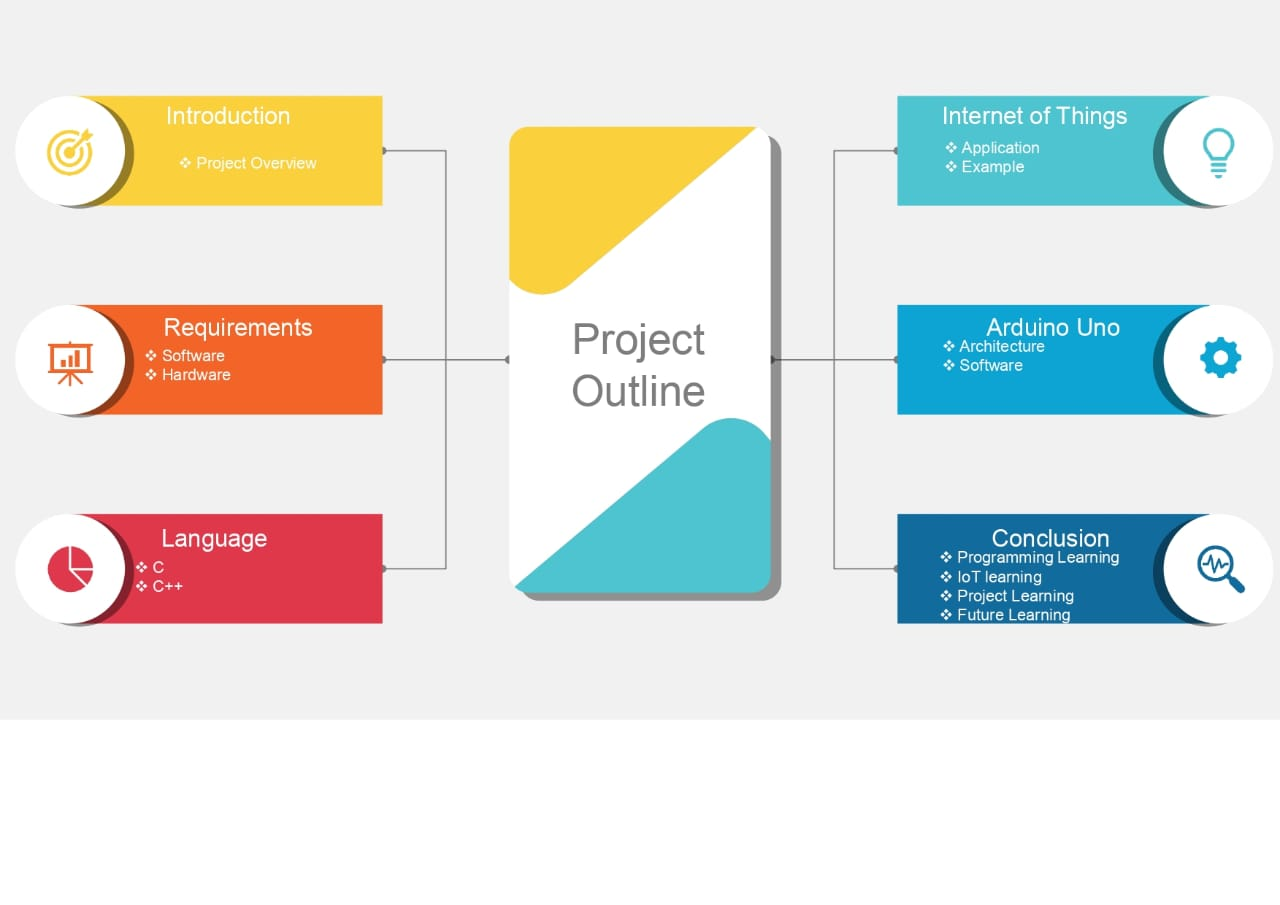 Introduction
❖ Project Overview
Requirements
❖ Software
❖ Hardware
Language
❖ C
❖ C++
Project
Outline
Internet of Things
❖ Application
❖ Example
Arduino Uno
❖ Architecture
❖ Software
Conclusion
❖ Programming Learning
❖ IoT learning
❖ Project Learning
❖ Future Learning